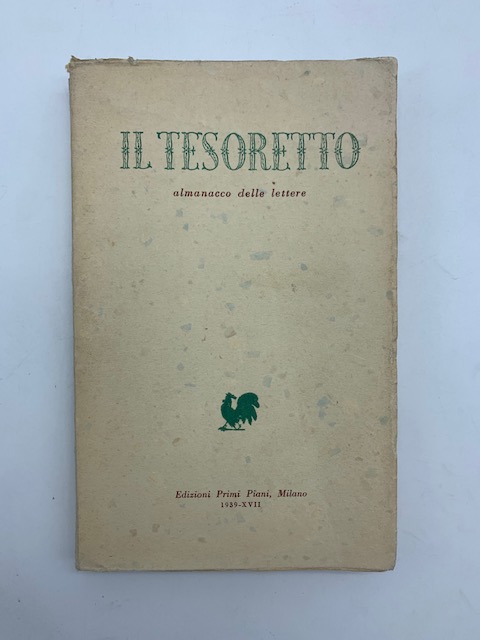 IL TESORETTO
almanacco delle lettere
Edizioni Primi Piani, Milano
1939-XVII